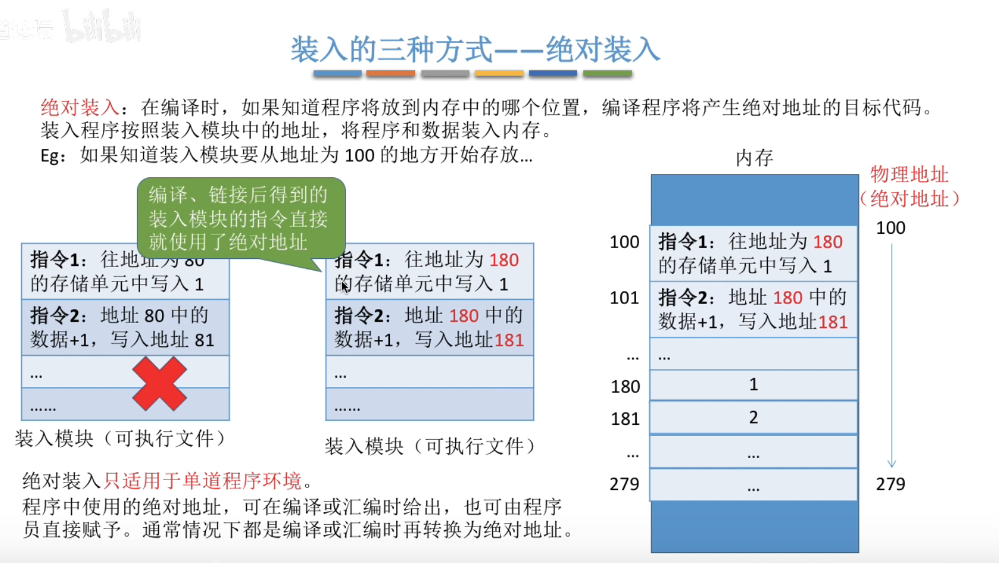 道论坛 bilibili
装入的三种方式——绝对装入
绝对装入：在编译时，如果知道程序将放到内存中的哪个位置，编译程序将产生绝对地址的目标代码。
装入程序按照装入模块中的地址，将程序和数据装入内存。
Eg：如果知道装入模块要从地址为 100 的地方开始存放...
编译、链接后得到的
装入模块的指令直接
就使用了绝对地址
指令1：往地址为 80
的存储单元中写入 1
指令2：地址 80 中的
数据+1，写入地址 81
...
......
装入模块（可执行文件）
指令1：往地址为 180
的存储单元中写入 1
指令2：地址 180 中的
数据+1，写入地址181
...
......
装入模块（可执行文件）
绝对装入只适用于单道程序环境。
程序中使用的绝对地址，可在编译或汇编时给出，也可由程序
员直接赋予。通常情况下都是编译或汇编时再转换为绝对地址。
内存
物理地址
（绝对地址）
100
100 指令1：往地址为 180
的存储单元中写入 1
101 指令2：地址 180 中的
数据+1，写入地址181
... ...
180 1
181 2
... ...
279 ...
279